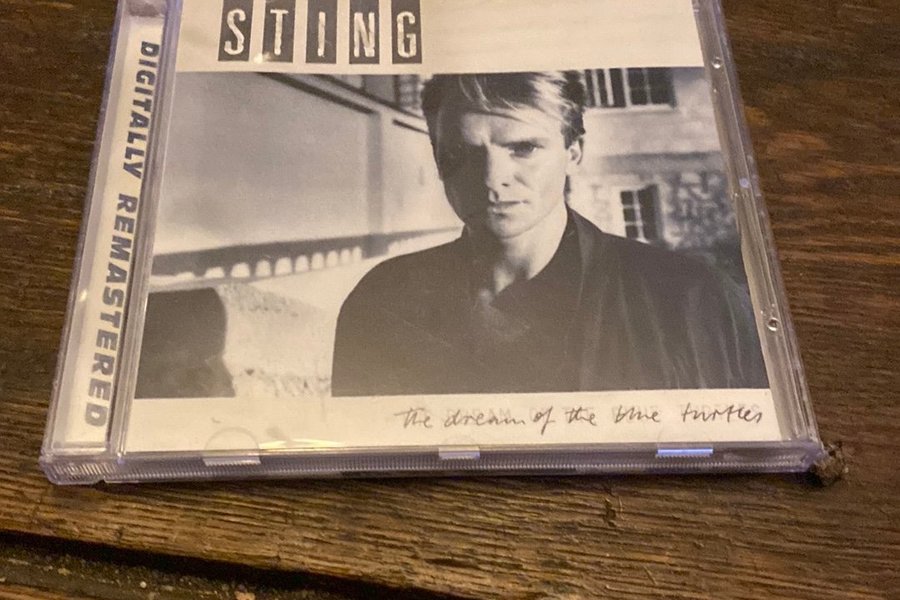 STING
DIGITALLY REMASTERED
the dream of the blue turtles